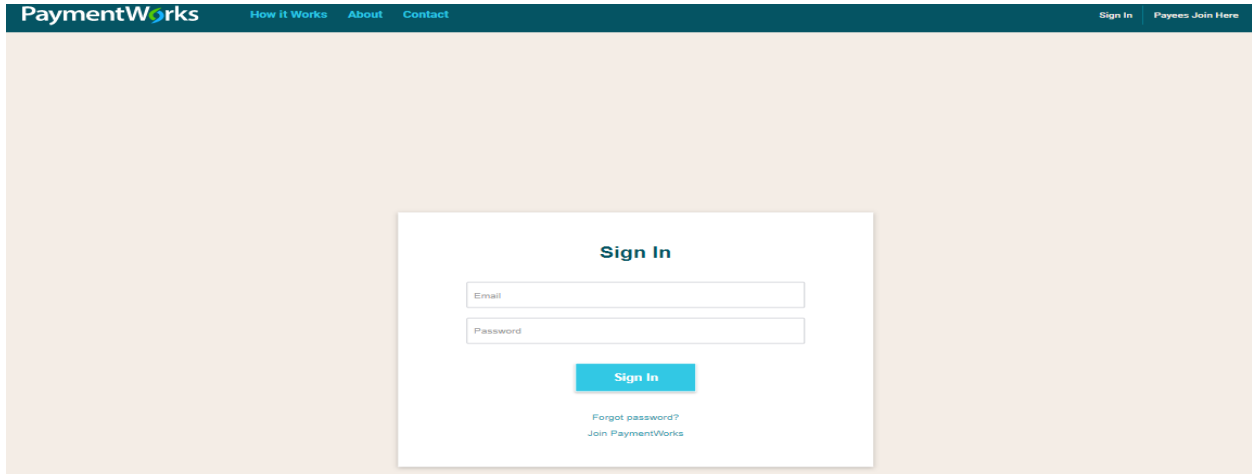 PaymentWorks How it Works About Contact Sign In Payees Join Here
Sign In
Email
Password
Sign In
Forgot password?
Join PaymentWorks